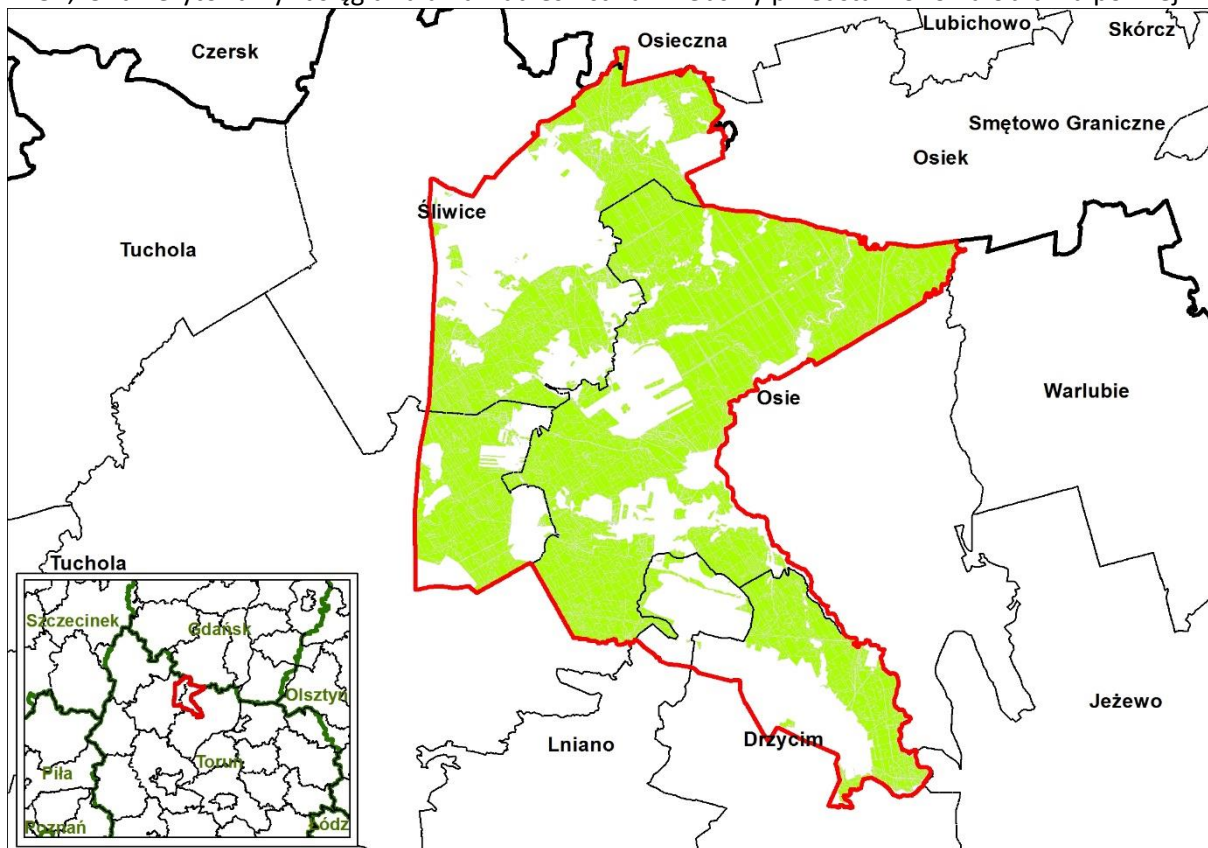 Czersk
Osieczna
Lubichowo
Skórcz
Smętowo Graniczne
Osiek
Śliwice
Tuchola
Warlubie
Osie
Tuchola
Szczecinek
Gdańsk
Olsztyn
Jeżewo
Lniano
Drzycim
Toruń
Piła
Poznań
Łódź